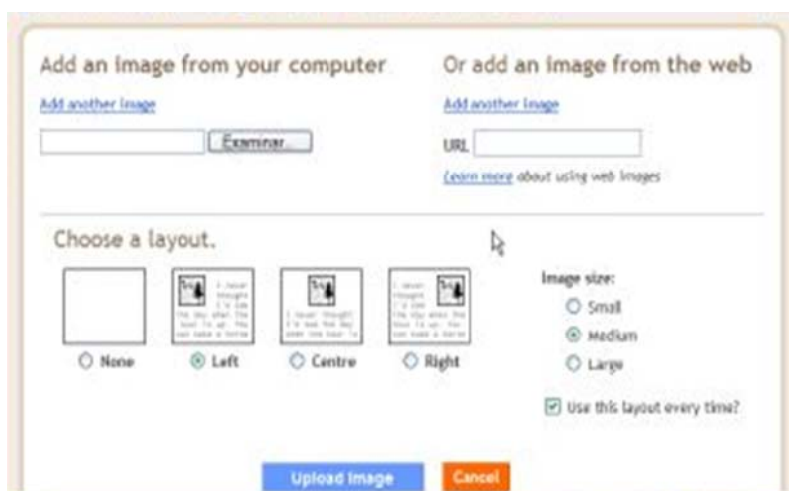 Add an image from your computer
Add another image
Examinar...
Or add an image from the web
Add another image
URL
Learn more about using web images
Choose a layout.
None
Left
Centre
Right
Image size:
Small
Medium
Large
Use this layout every time?
Upload Image
Cancel